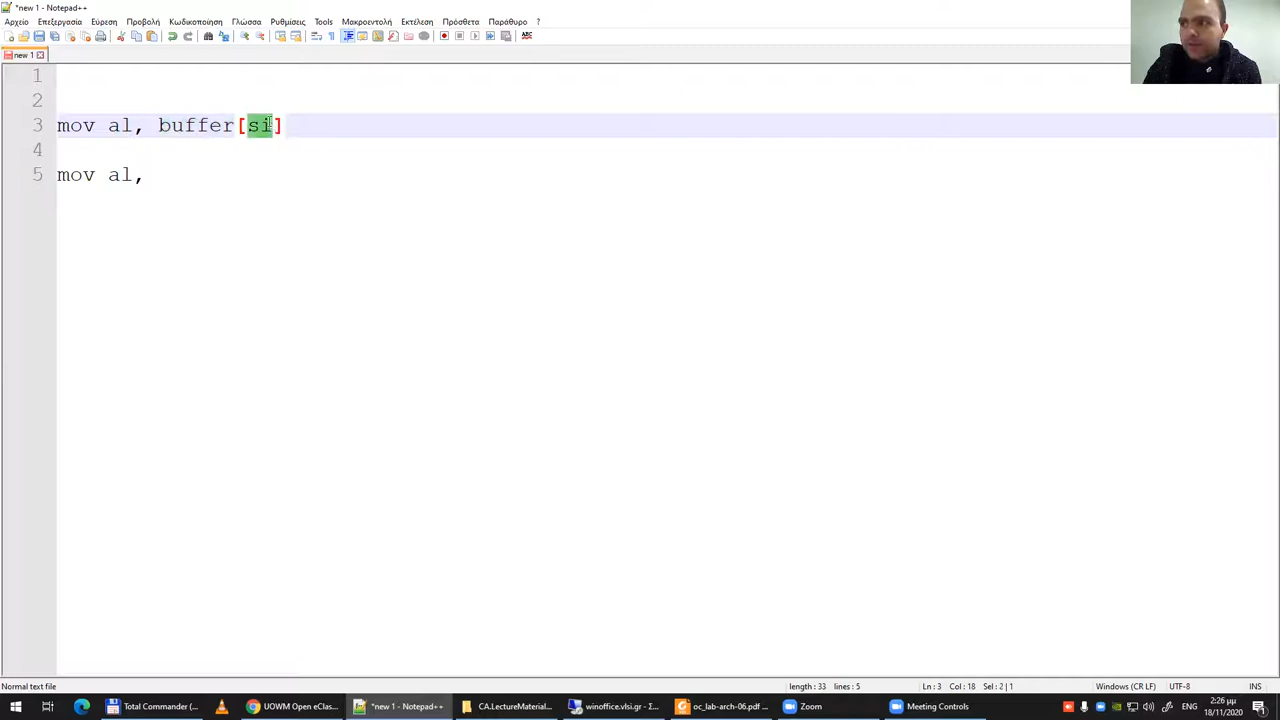 *new 1 - Notepad++
Αρχείο Επεξεργασία Εύρεση Προβολή Κωδικοποίηση Γλώσσα Ρυθμίσεις Tools Μακροεντολή Εκτέλεση Πρόσθετα Παράθυρο ?
ABC
new 1
1
2
3 mov al, buffer[si]
4
5 mov al,
Normal text file length: 33 lines: 5 Ln: 3 Col: 18 Sel: 2 | 1 Windows (CR LF) UTF-8 INS
Total Commander (... UOWM Open eClas... *new 1 - Notepad++ CA.LectureMaterial... winoffice.vlsi.gr - Σ... oc_lab-arch-06.pdf ... Zoom Meeting Controls ENG 2:26 μμ
18/11/2020